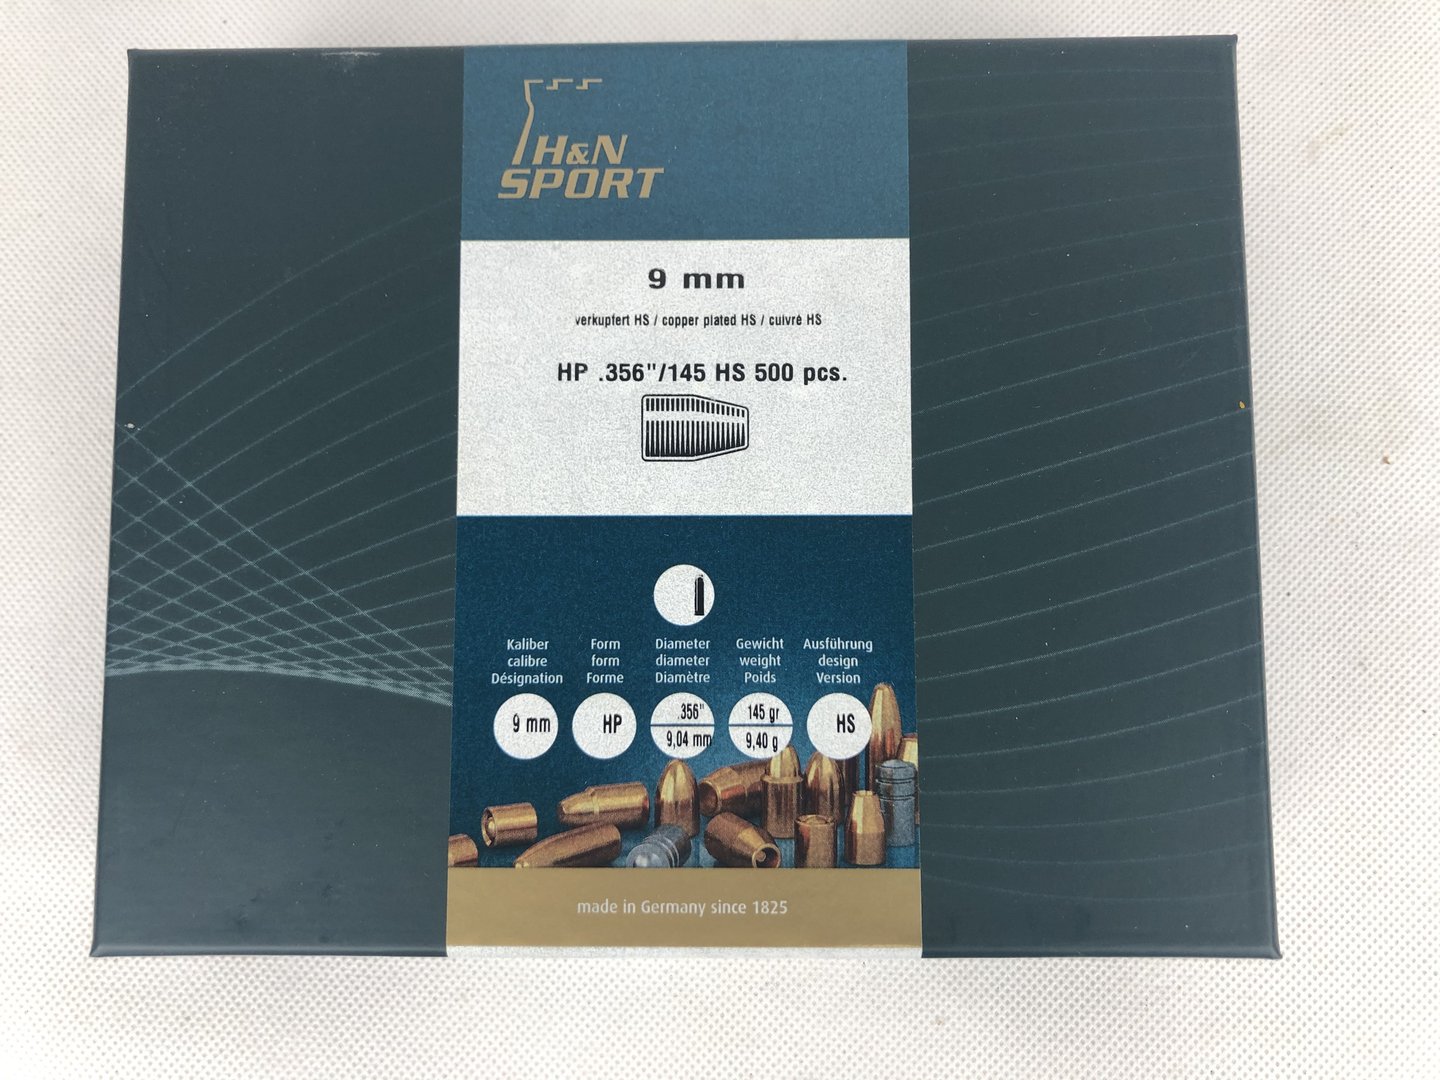 H&N
SPORT
9 mm
verkupfert HS / copper plated HS / cuivré HS
HP .356"/145 HS 500 pcs.
Kaliber Form Diameter Gewicht Ausführung
calibre form diameter weight design
Désignation Forme Diamètre Poids Version
9 mm HP .356" 145 gr HS
9,04 mm 9,40 g
made in Germany since 1825